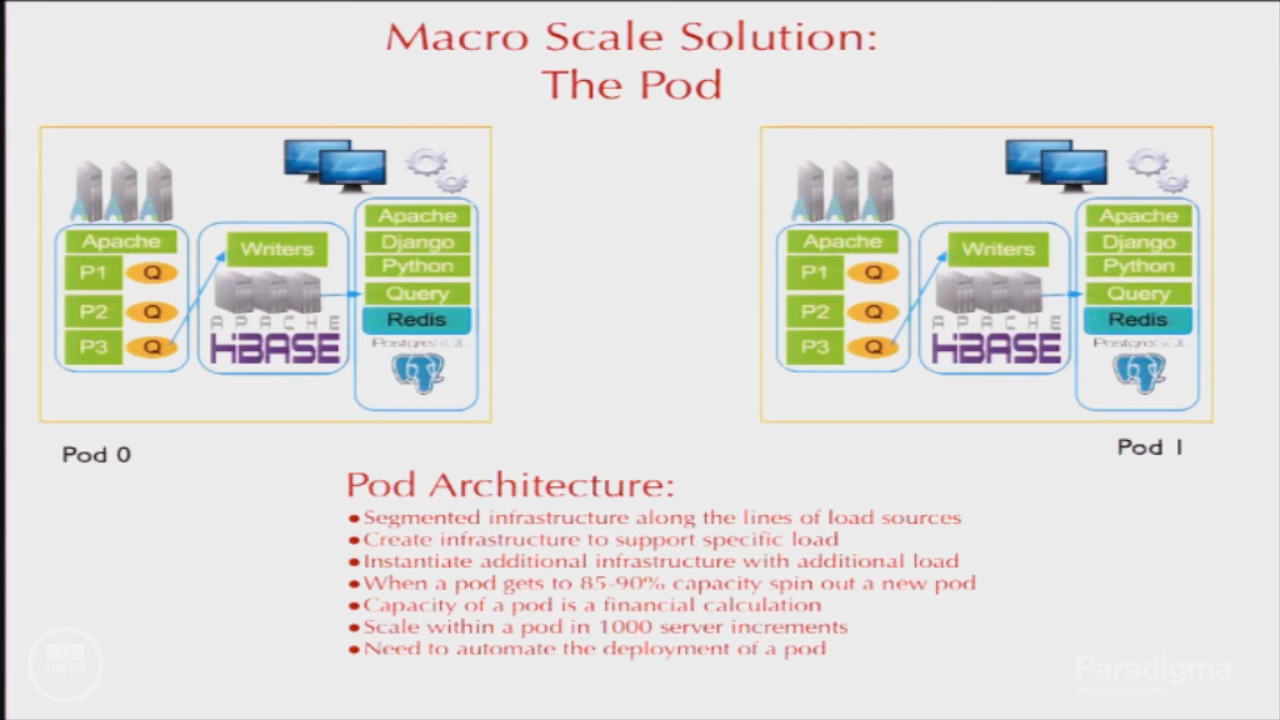 Macro Scale Solution:
The Pod
Apache
P1 Q
P2 Q
P3 Q
Writers
APACHE
HBASE
Apache
Django
Python
Query
Redis
PostgreSQL
Pod 0
Apache
P1 Q
P2 Q
P3 Q
Writers
APACHE
HBASE
Apache
Django
Python
Query
Redis
PostgreSQL
Pod 1
Pod Architecture:
•Segmented infrastructure along the lines of load sources
•Create infrastructure to support specific load
•Instantiate additional infrastructure with additional load
•When a pod gets to 85-90% capacity spin out a new pod
•Capacity of a pod is a financial calculation
•Scale within a pod in 1000 server increments
•Need to automate the deployment of a pod
BIG
DATA
Paradigma